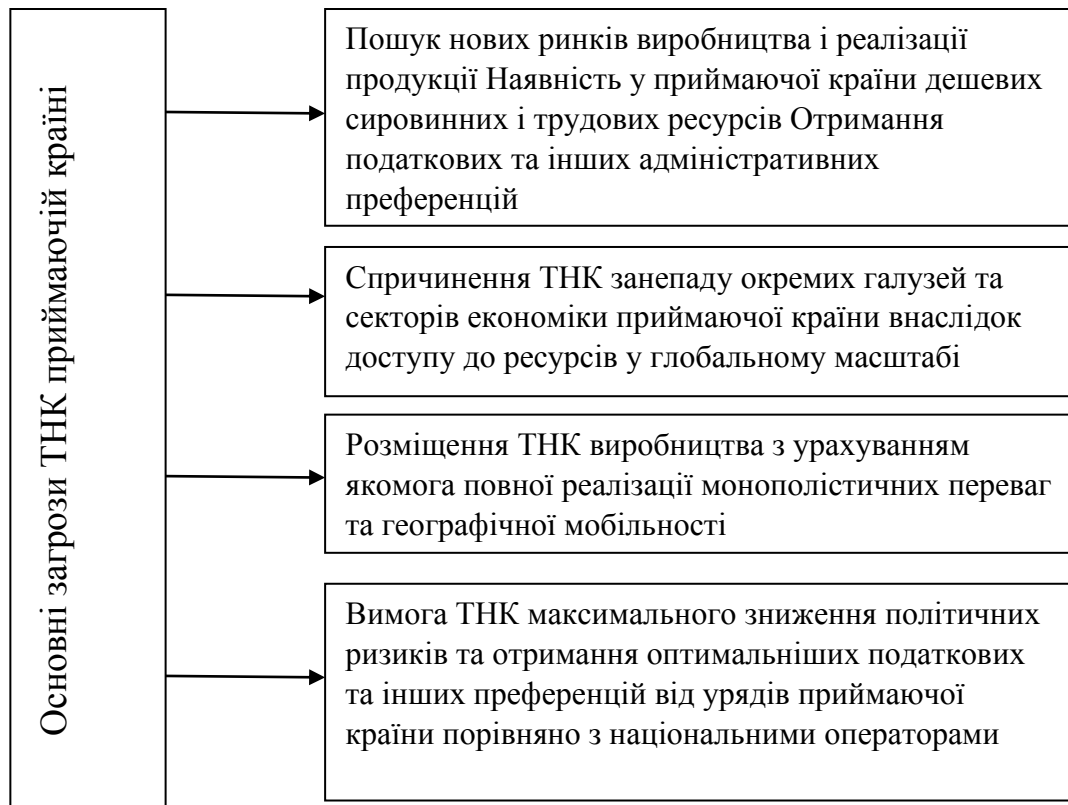 Основні загрози ТНК приймаючій країні
Пошук нових ринків виробництва і реалізації
продукції Наявність у приймаючої країни дешевих
сировинних і трудових ресурсів Отримання
податкових та інших адміністративних
преференцій
Спричинення ТНК занепаду окремих галузей та
секторів економіки приймаючої країни внаслідок
доступу до ресурсів у глобальному масштабі
Розміщення ТНК виробництва з урахуванням
якомога повної реалізації монополістичних переваг
та географічної мобільності
Вимога ТНК максимального зниження політичних
ризиків та отримання оптимальніших податкових
та інших преференцій від урядів приймаючої
країни порівняно з національними операторами